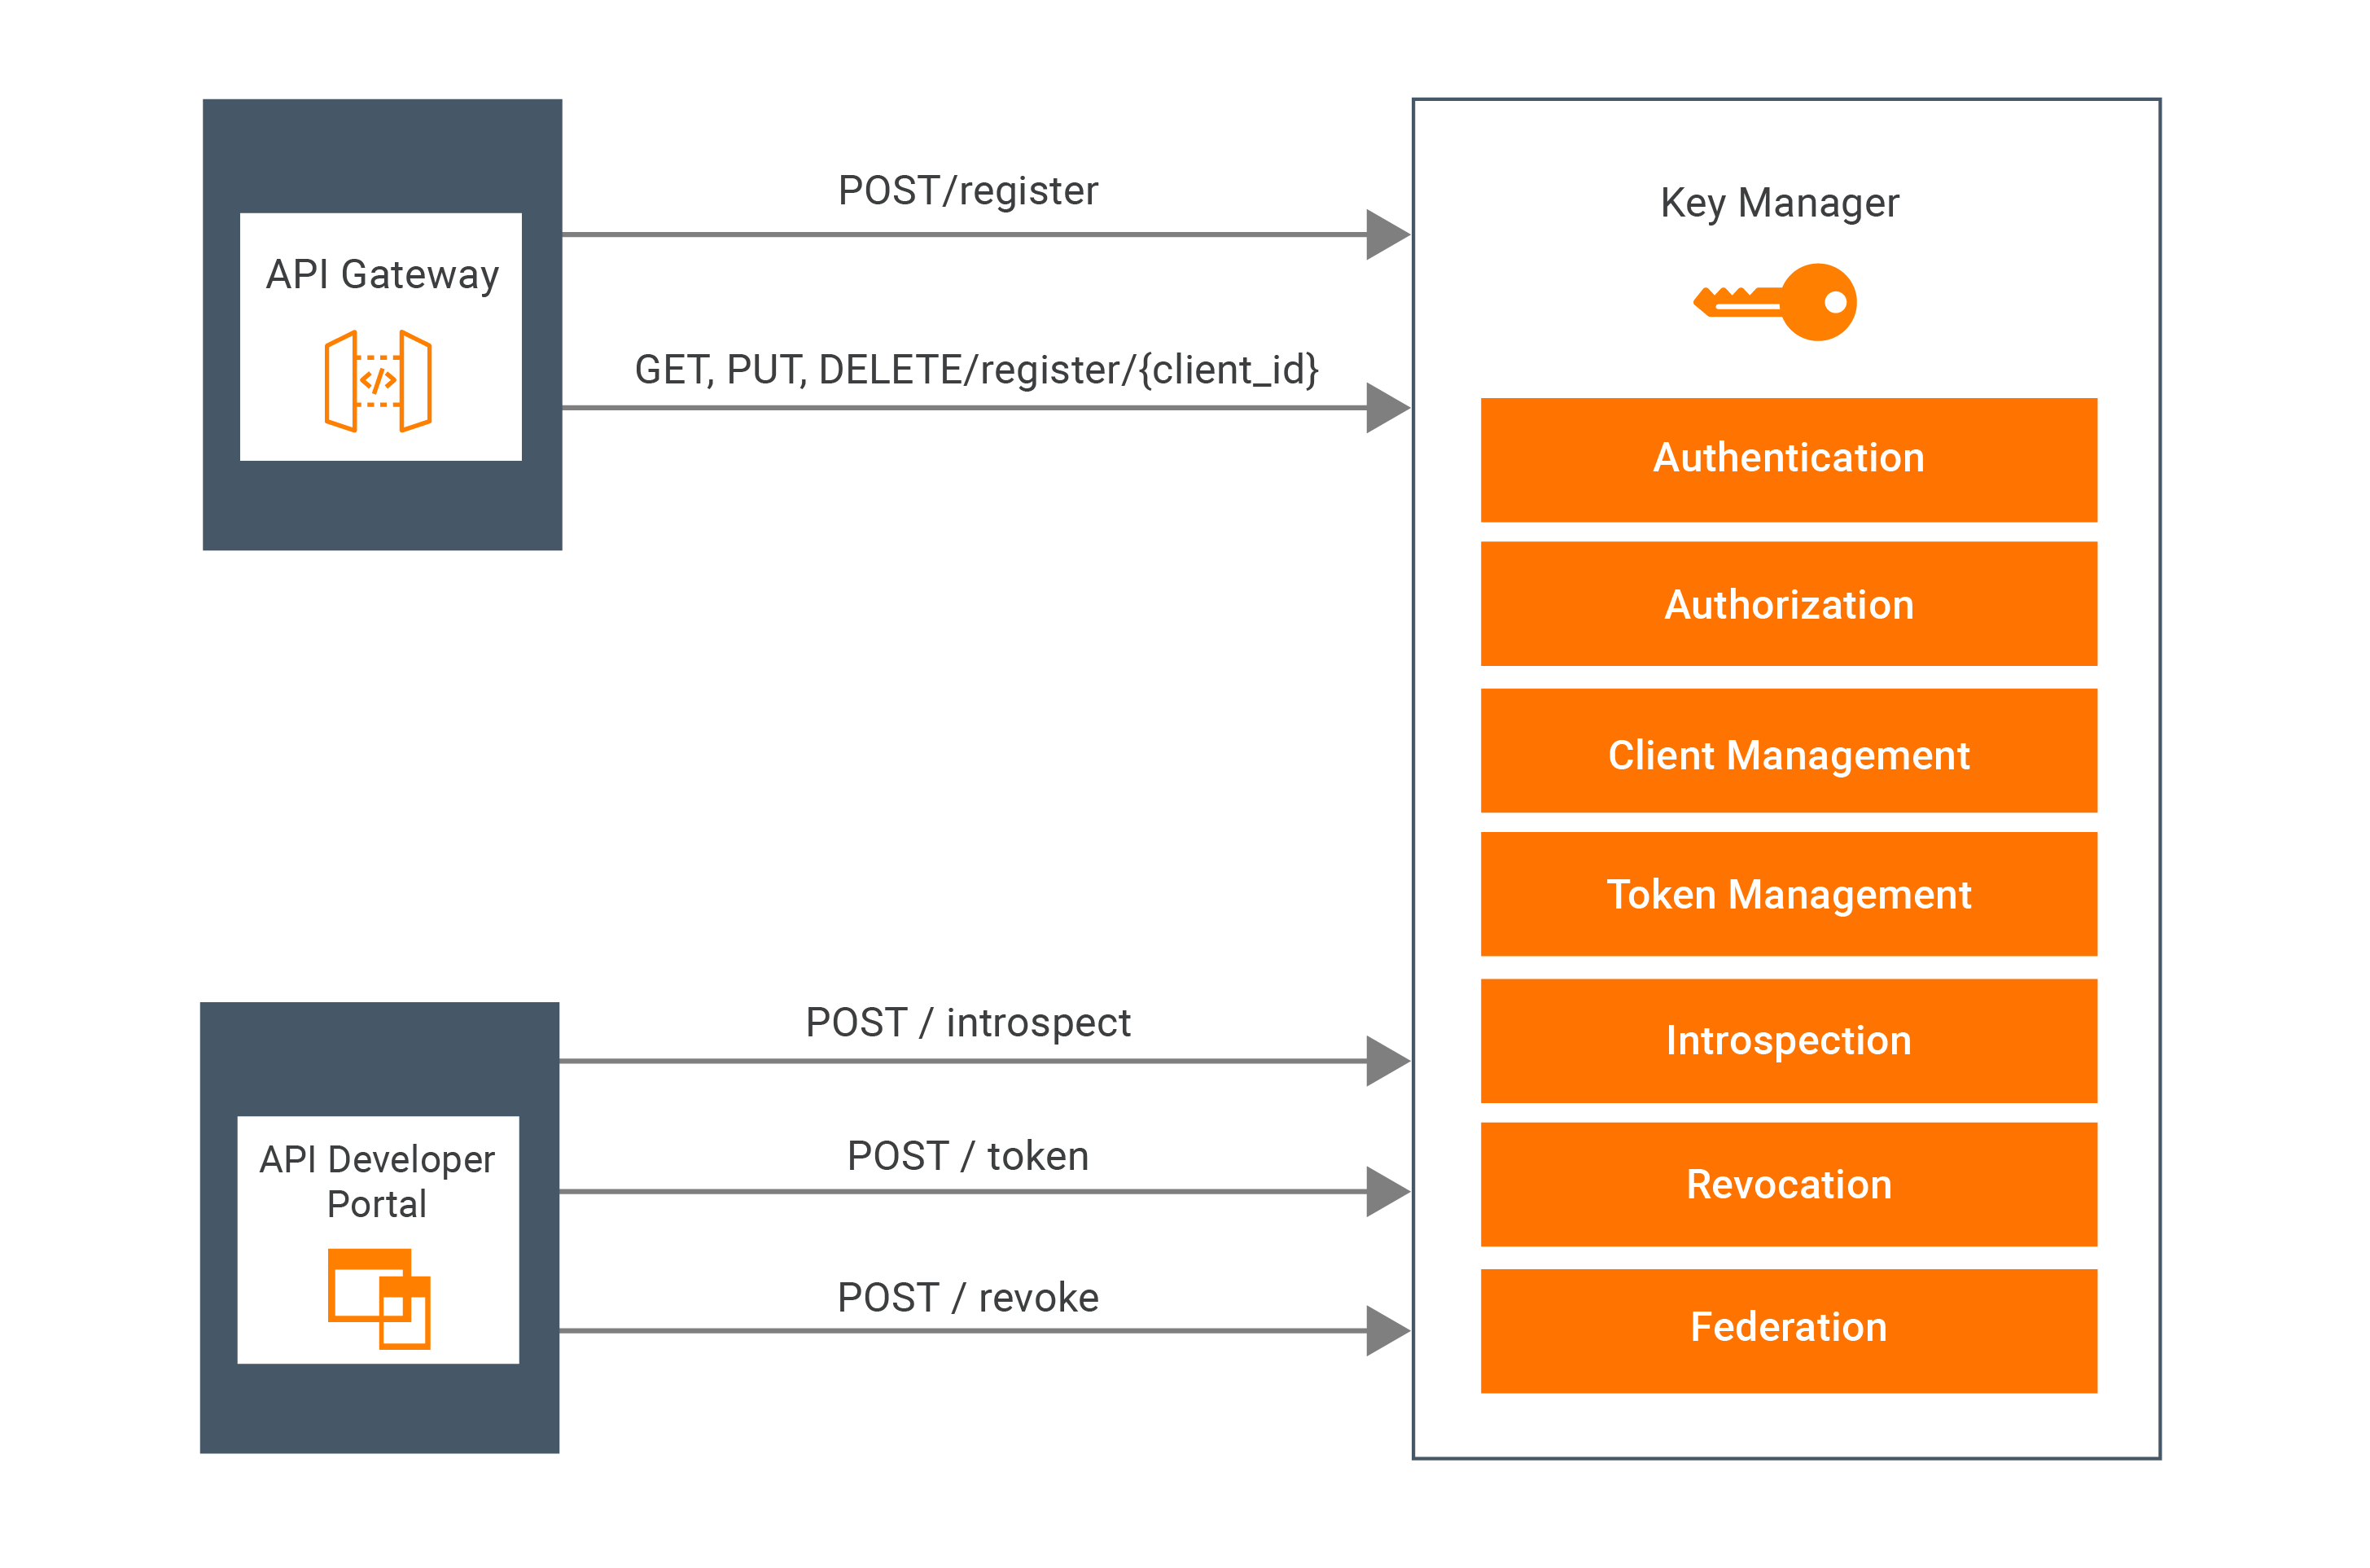 API Gateway
POST/register
GET, PUT, DELETE/register/{client_id}
API Developer
Portal
POST / introspect
POST / token
POST / revoke
Key Manager
Authentication
Authorization
Client Management
Token Management
Introspection
Revocation
Federation